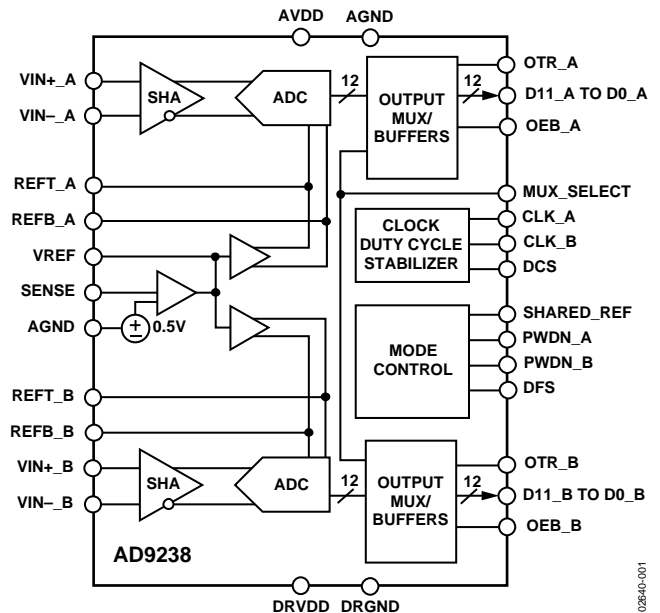 AVDD AGND
VIN+_A
VIN–_A
SHA
ADC
12
OUTPUT
MUX/
BUFFERS
12
OTR_A
D11_A TO D0_A
OEB_A
REFT_A
REFB_A
VREF
SENSE
AGND
0.5V
MUX_SELECT
CLOCK
DUTY CYCLE
STABILIZER
CLK_A
CLK_B
DCS
MODE
CONTROL
SHARED_REF
PWDN_A
PWDN_B
DFS
REFT_B
REFB_B
VIN+_B
VIN–_B
SHA
ADC
12
OUTPUT
MUX/
BUFFERS
12
OTR_B
D11_B TO D0_B
OEB_B
AD9238
DRVDD DRGND
02640-001